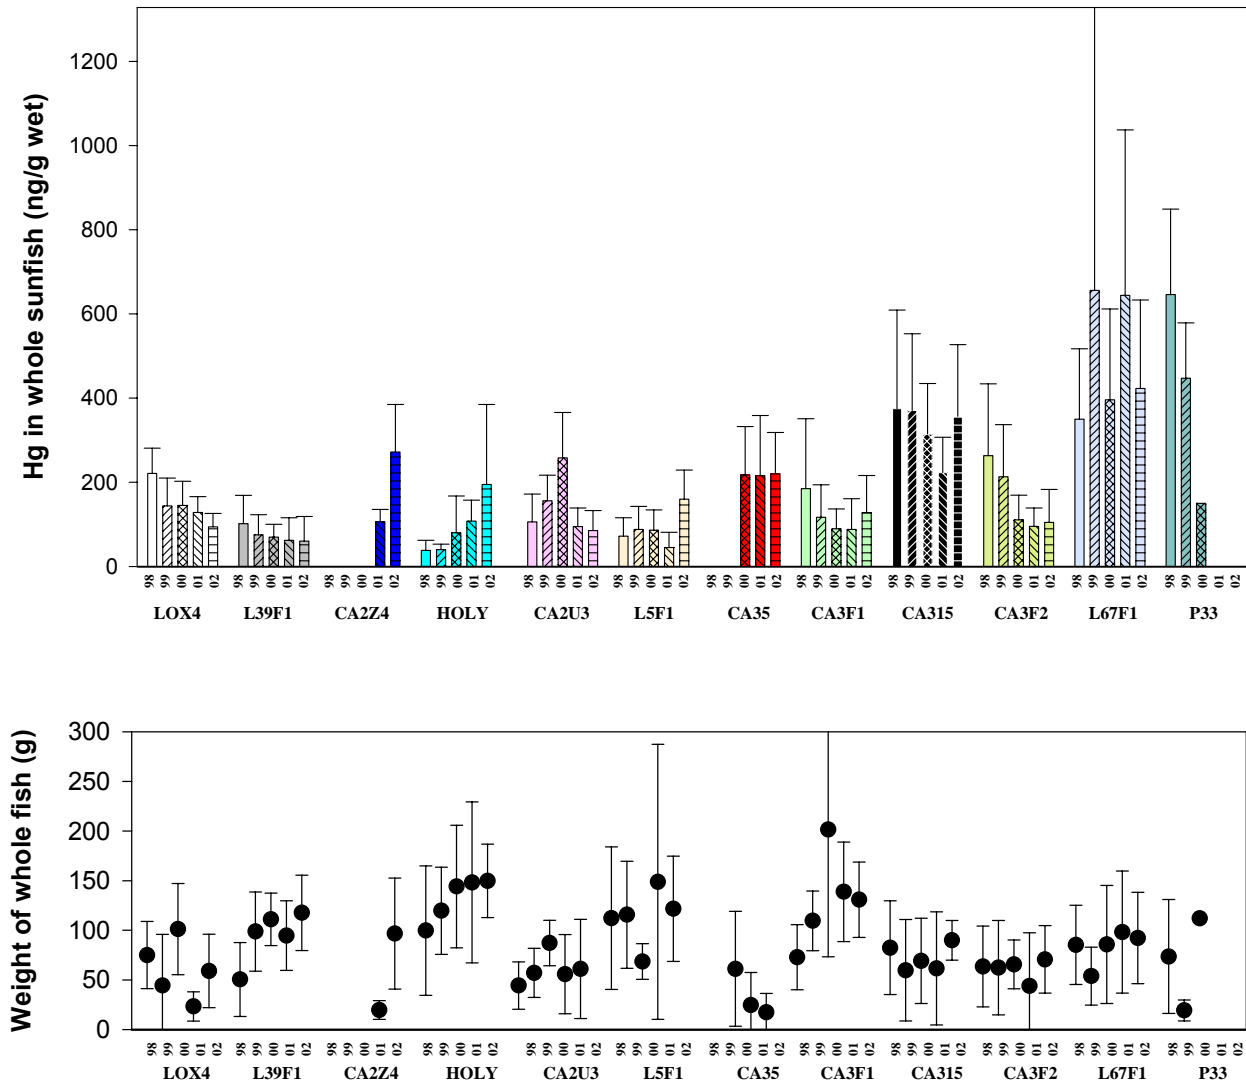 Hg in whole sunfish (ng/g wet)
1200
1000
800
600
400
200
0
98 99 00 01 02 98 99 00 01 02 98 99 00 01 02 98 99 00 01 02 98 99 00 01 02 98 99 00 01 02 98 99 00 01 02 98 99 00 01 02 98 99 00 01 02 98 99 00 01 02 98 99 00 01 02 98 99 00 01 02
LOX4 L39F1 CA2Z4 HOLY CA2U3 L5F1 CA35 CA3F1 CA315 CA3F2 L67F1 P33
Weight of whole fish (g)
300
250
200
150
100
50
0
98 99 00 01 02 98 99 00 01 02 98 99 00 01 02 98 99 00 01 02 98 99 00 01 02 98 99 00 01 02 98 99 00 01 02 98 99 00 01 02 98 99 00 01 02 98 99 00 01 02 98 99 00 01 02 98 99 00 01 02
LOX4 L39F1 CA2Z4 HOLY CA2U3 L5F1 CA35 CA3F1 CA315 CA3F2 L67F1 P33